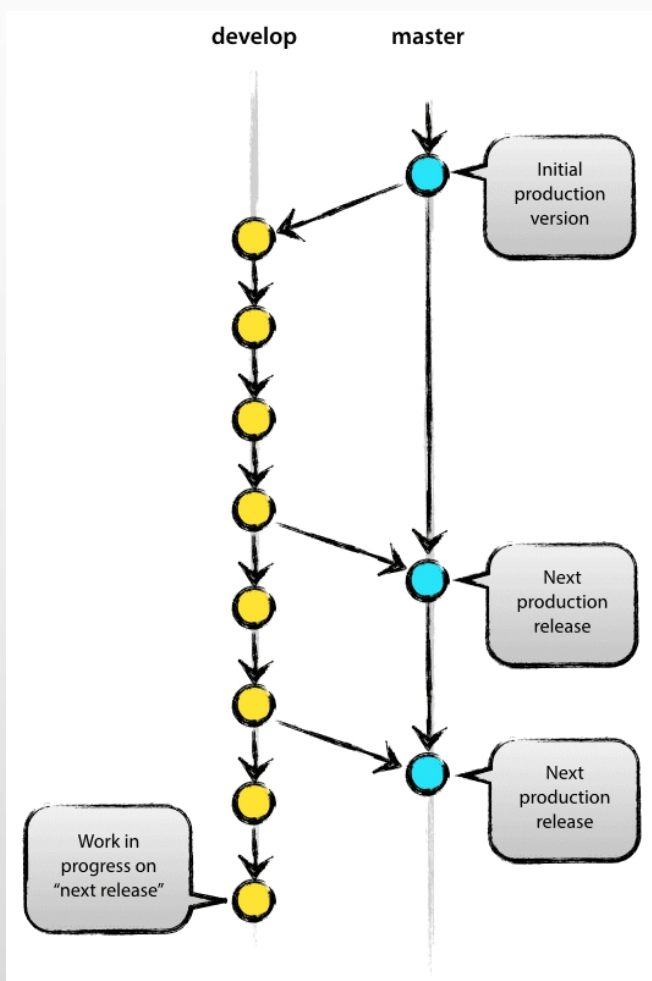 develop
master
Initial
production
version
Next
production
release
Next
production
release
Work in
progress on
“next release”